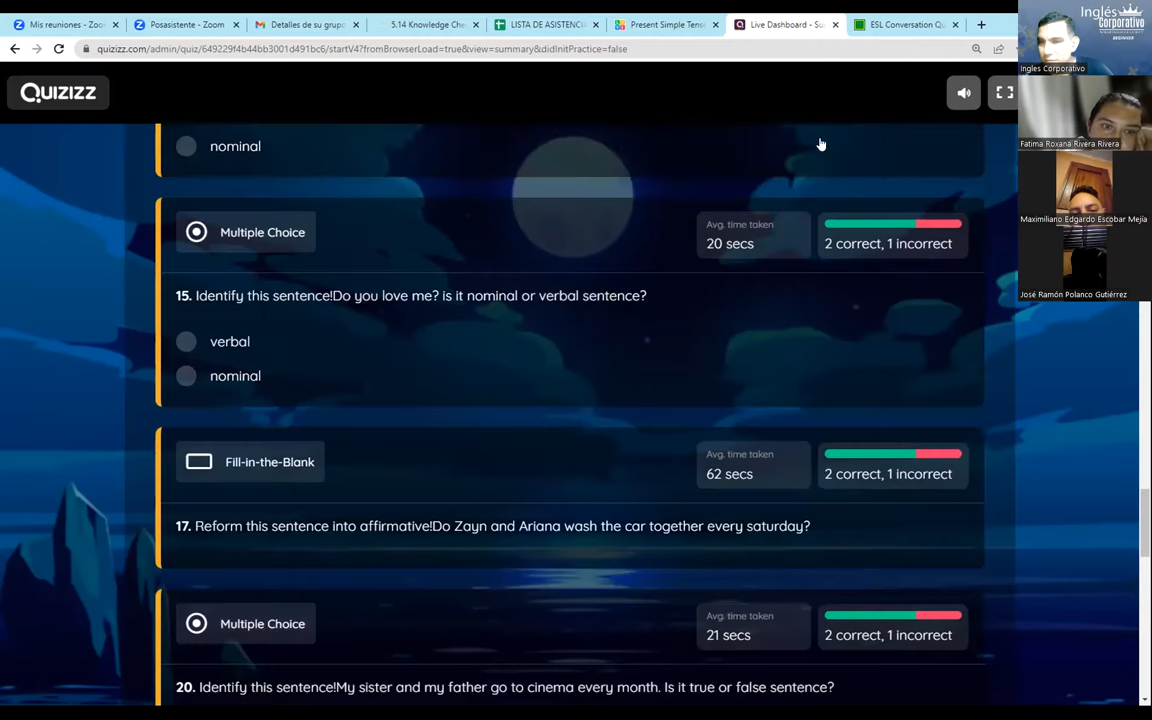 Mis reuniones - Zoo
Posasistente - Zoom
Detalles de su grupo
5.14 Knowledge Che
LISTA DE ASISTENCI
Present Simple Tense
Live Dashboard - Su
ESL Conversation Qu
quizizz.com/admin/quiz/649229f4b44bb3001d491bc6/startV4?fromBrowserLoad=true&view=summary&didInitPractice=false
Quizizz
nominal
Multiple Choice
Avg. time taken
20 secs
2 correct, 1 incorrect
15. Identify this sentence!Do you love me? is it nominal or verbal sentence?
verbal
nominal
Fill-in-the-Blank
Avg. time taken
62 secs
2 correct, 1 incorrect
17. Reform this sentence into affirmative!Do Zayn and Ariana wash the car together every saturday?
Multiple Choice
Avg. time taken
21 secs
2 correct, 1 incorrect
20. Identify this sentence!My sister and my father go to cinema every month. Is it true or false sentence?
Inglés
Corporativo
BEGINNER
Ingles Corporativo
Fatima Roxana Rivera Rivera
Maximiliano Edgardo Escobar Mejía
José Ramón Polanco Gutiérrez